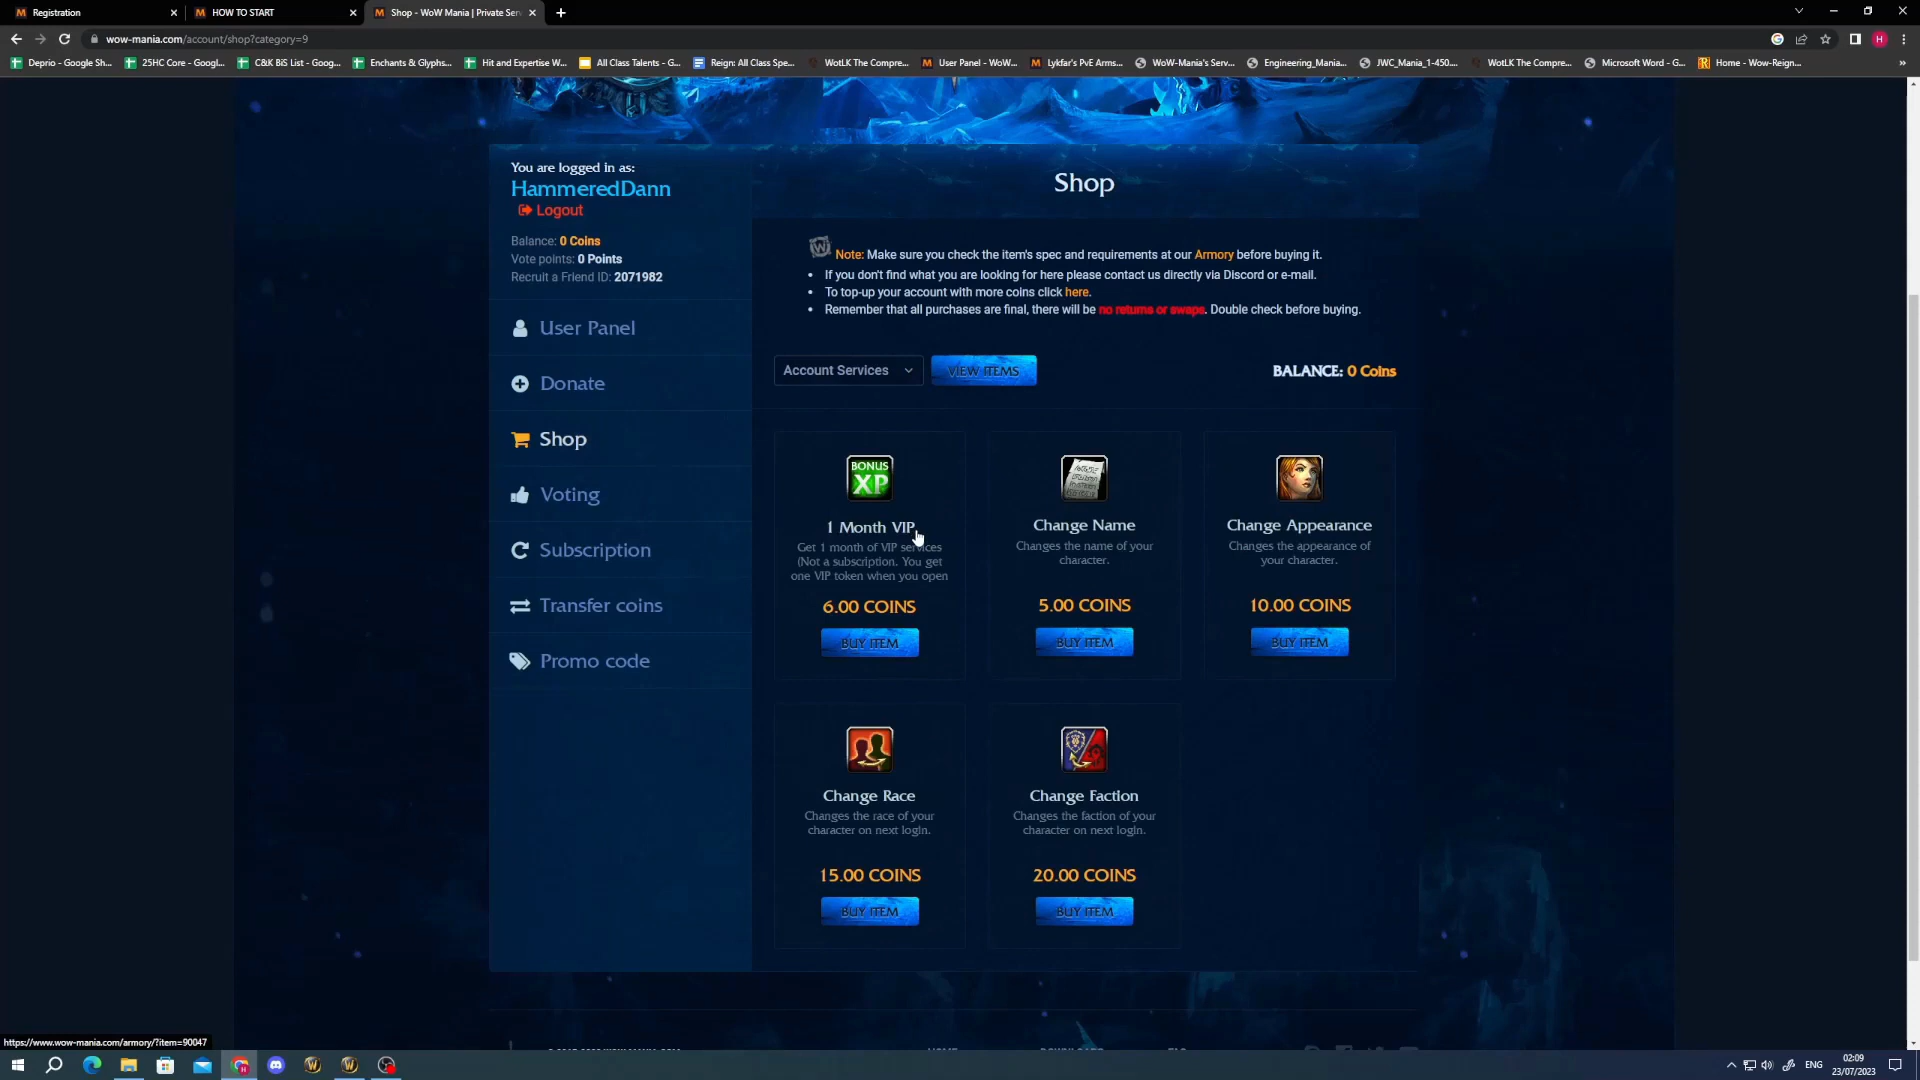 Registration
HOW TO START
Shop - WoW Mania | Private Ser
wow-mania.com/account/shop?category=9
Deprio - Google Sh...
25HC Core - Googl...
C&K BiS List - Goog...
Enchants & Glyphs...
Hit and Expertise W...
All Class Talents - G...
Reign: All Class Spe...
WotLK The Compre...
User Panel - WoW...
Lykfar's PvE Arms...
WoW-Mania's Serv...
Engineering_Mania...
JWC_Mania_1-450...
WotLK The Compre...
Microsoft Word - G...
Home - Wow-Reign...
You are logged in as:
HammeredDann
Logout
Balance: 0 Coins
Vote points: 0 Points
Recruit a Friend ID: 2071982
User Panel
Donate
Shop
Voting
Subscription
Transfer coins
Promo code
Shop
Note: Make sure you check the item's spec and requirements at our Armory before buying it.
If you don't find what you are looking for here please contact us directly via Discord or e-mail.
To top-up your account with more coins click here.
Remember that all purchases are final, there will be no returns or swaps. Double check before buying.
Account Services
VIEW ITEMS
BALANCE: 0 Coins
BONUS
XP
1 Month VIP
Get 1 month of VIP services
(Not a subscription. You get
one VIP token when you open
6.00 COINS
BUY ITEM
Change Name
Changes the name of your
character.
5.00 COINS
BUY ITEM
Change Appearance
Changes the appearance of
your character.
10.00 COINS
BUY ITEM
Change Race
Changes the race of your
character on next login.
15.00 COINS
BUY ITEM
Change Faction
Changes the faction of your
character on next login.
20.00 COINS
BUY ITEM
https://www.wow-mania.com/armory/?item=90047
ENG
02:09
23/07/2023